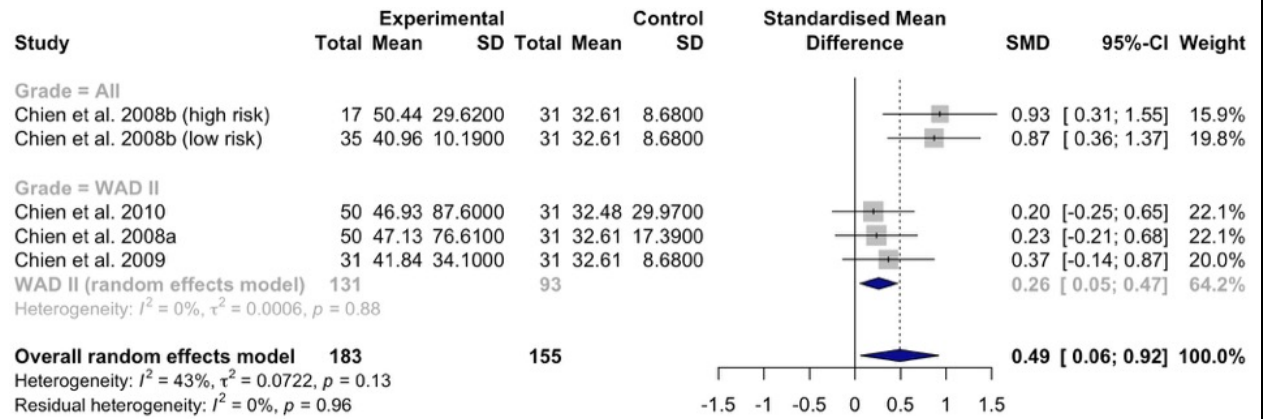 Experimental Control Standardised Mean
Study Total Mean SD Total Mean SD Difference SMD 95%-CI Weight
Grade = All
Chien et al. 2008b (high risk) 17 50.44 29.6200 31 32.61 8.6800 0.93 [ 0.31; 1.55] 15.9%
Chien et al. 2008b (low risk) 35 40.96 10.1900 31 32.61 8.6800 0.87 [ 0.36; 1.37] 19.8%
Grade = WAD II
Chien et al. 2010 50 46.93 87.6000 31 32.48 29.9700 0.20 [-0.25; 0.65] 22.1%
Chien et al. 2008a 50 47.13 76.6100 31 32.61 17.3900 0.23 [-0.21; 0.68] 22.1%
Chien et al. 2009 31 41.84 34.1000 31 32.61 8.6800 0.37 [-0.14; 0.87] 20.0%
WAD II (random effects model) 131 93 0.26 [ 0.05; 0.47] 64.2%
Heterogeneity: I² = 0%, τ² = 0.0006, p = 0.88
Overall random effects model 183 155 0.49 [ 0.06; 0.92] 100.0%
Heterogeneity: I² = 43%, τ² = 0.0722, p = 0.13
Residual heterogeneity: I² = 0%, p = 0.96
-1.5 -1 -0.5 0 0.5 1 1.5